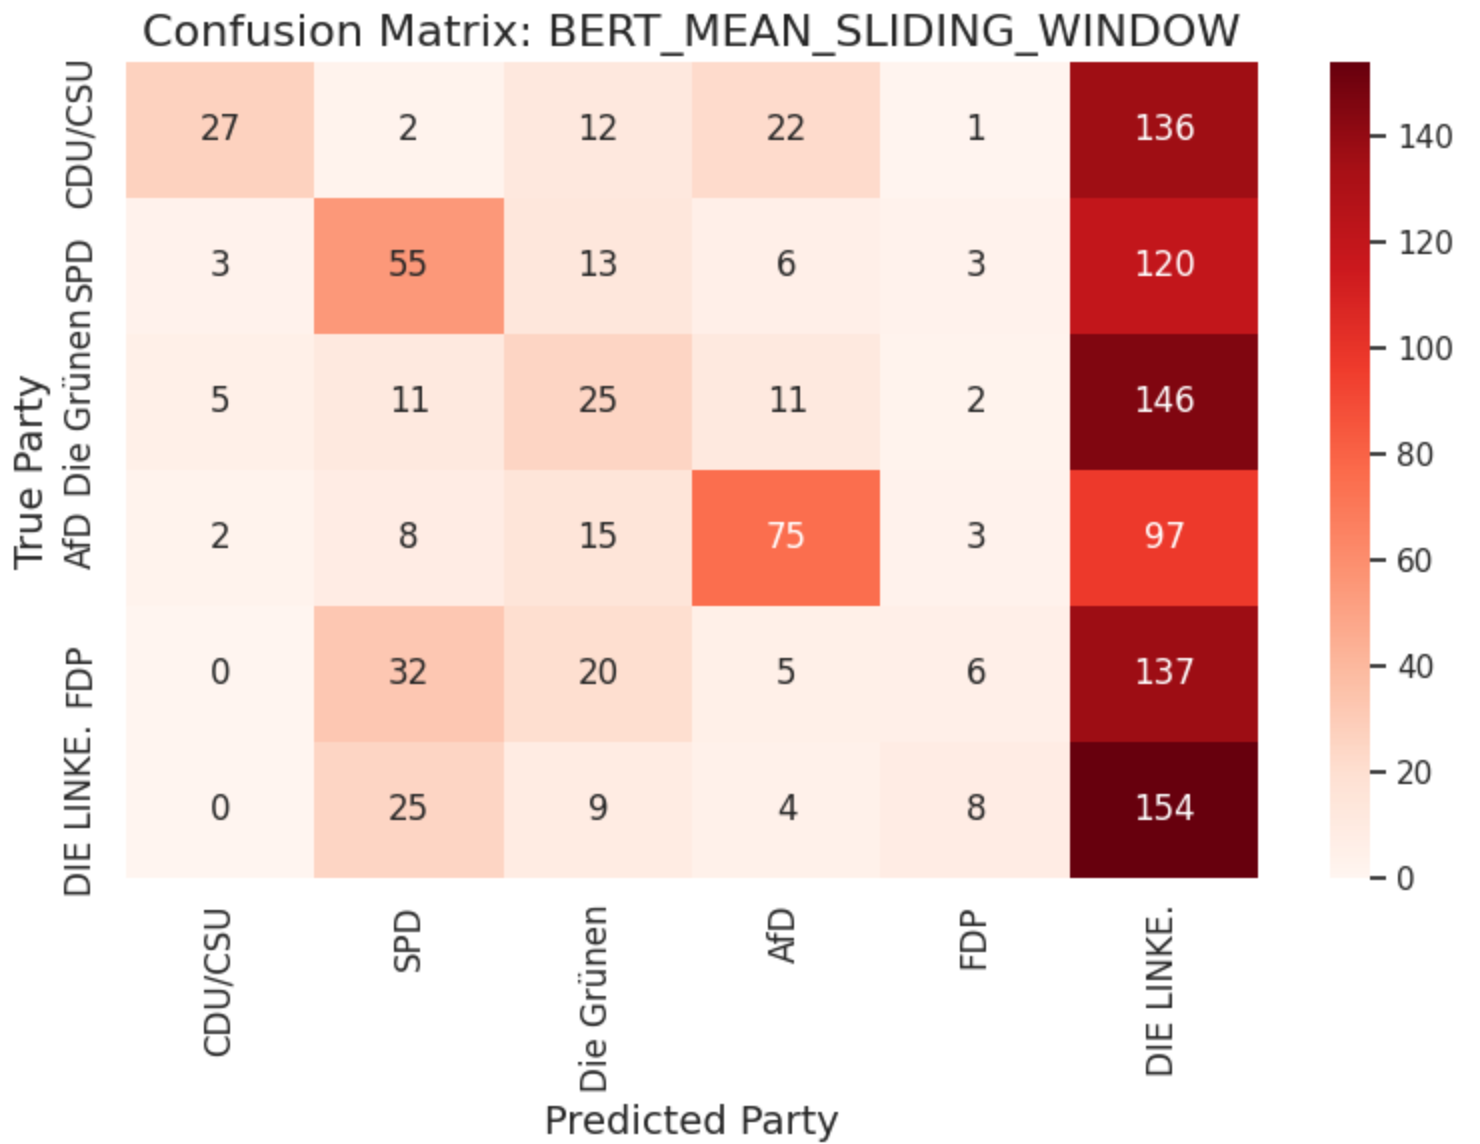 Confusion Matrix: BERT_MEAN_SLIDING_WINDOW
True Party
CDU/CSU 27 2 12 22 1 136
SPD 3 55 13 6 3 120
Die Grünen 5 11 25 11 2 146
AfD 2 8 15 75 3 97
FDP 0 32 20 5 6 137
DIE LINKE. 0 25 9 4 8 154
CDU/CSU SPD Die Grünen AfD FDP DIE LINKE.
Predicted Party
140
120
100
80
60
40
20
0